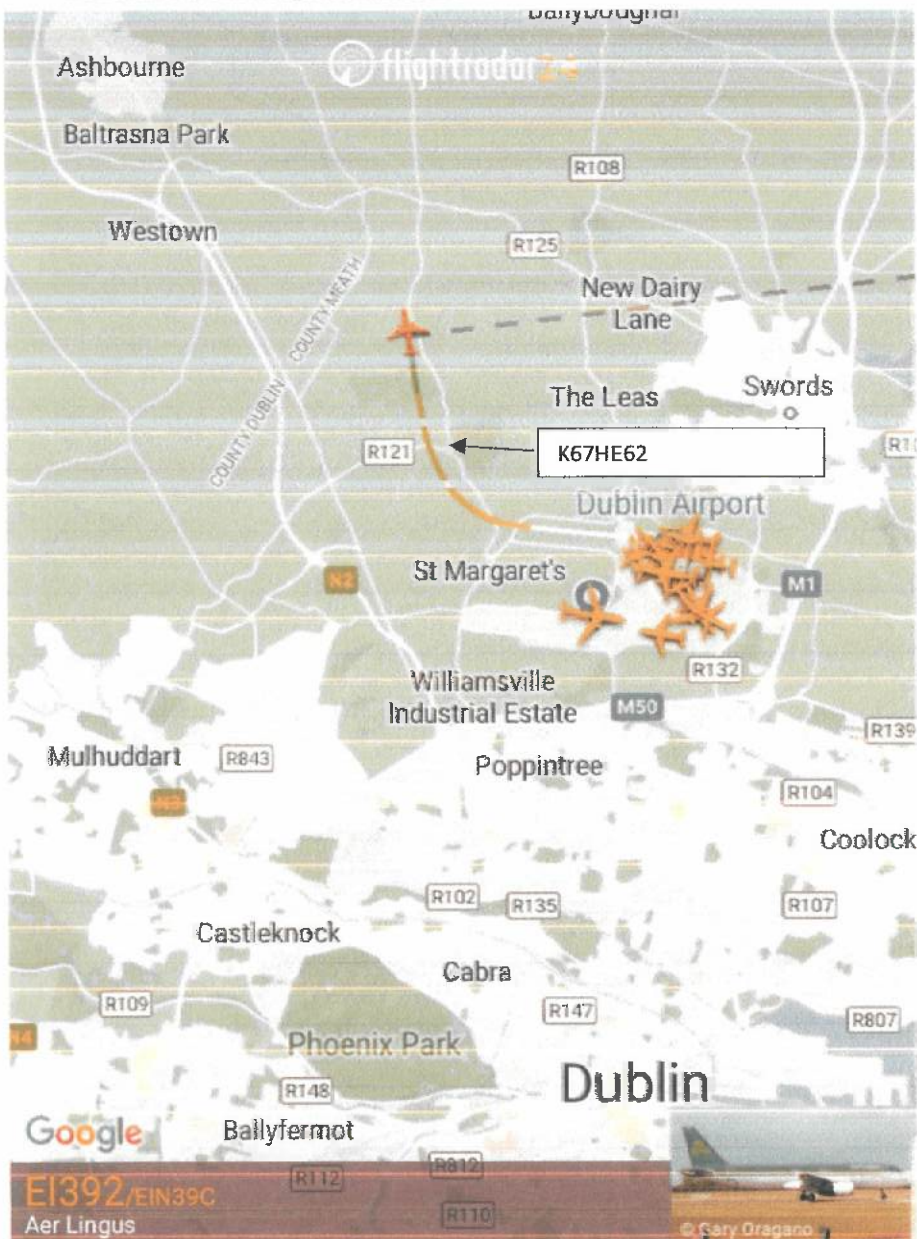 Ballyboughal
Ashbourne
flightradar24
Baltrasna Park
R108
Westown
R125
COUNTY MEATH
COUNTY DUBLIN
New Dairy
Lane
The Leas
Swords
R121
K67HE62
Dublin Airport
St Margaret's
N2
M1
R132
Williamsville
Industrial Estate
M50
R139
Mulhuddart
R843
Poppintree
N3
R104
Coolock
R102
R135
R107
Castleknock
Cabra
R109
R147
R807
N4
Phoenix Park
R148
Dublin
Google
Ballyfermot
R812
R112
EI392/EIN39C
R110
Aer Lingus
© Gary Oragano